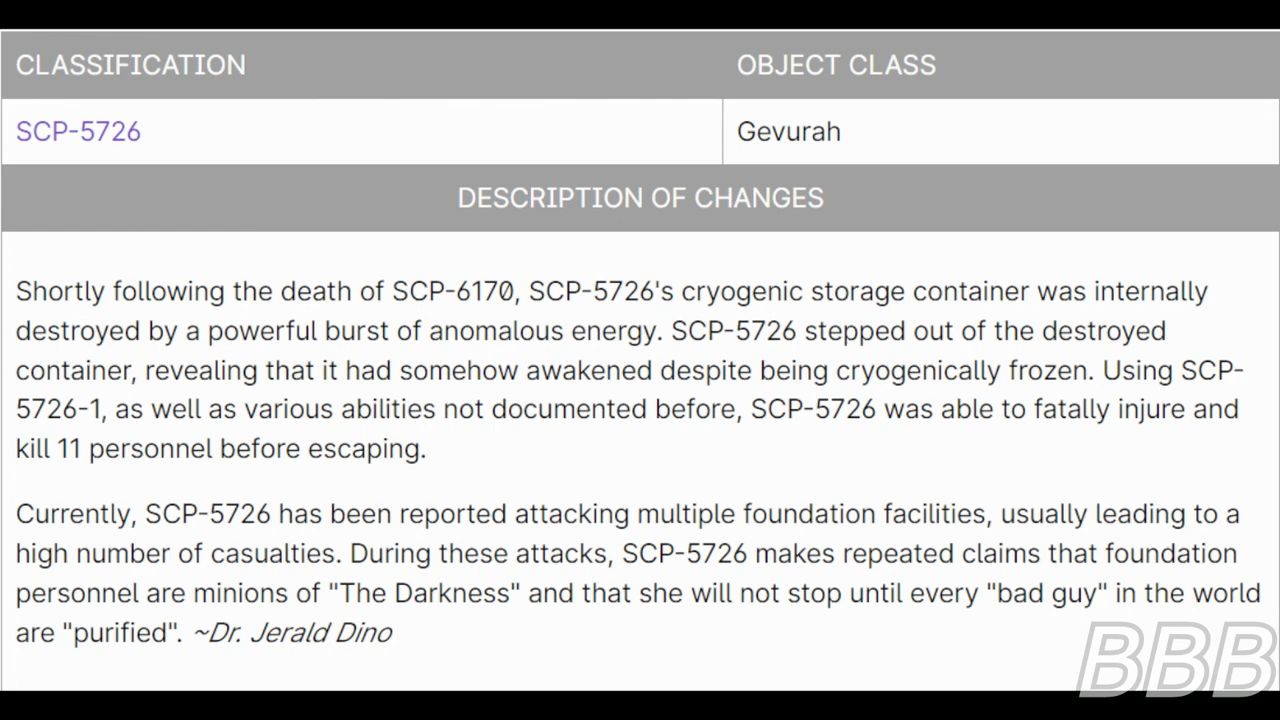 CLASSIFICATION OBJECT CLASS
SCP-5726 Gevurah
DESCRIPTION OF CHANGES
Shortly following the death of SCP-6170, SCP-5726's cryogenic storage container was internally
destroyed by a powerful burst of anomalous energy. SCP-5726 stepped out of the destroyed
container, revealing that it had somehow awakened despite being cryogenically frozen. Using SCP-
5726-1, as well as various abilities not documented before, SCP-5726 was able to fatally injure and
kill 11 personnel before escaping.
Currently, SCP-5726 has been reported attacking multiple foundation facilities, usually leading to a
high number of casualties. During these attacks, SCP-5726 makes repeated claims that foundation
personnel are minions of "The Darkness" and that she will not stop until every "bad guy" in the world
are "purified". ~Dr. Jerald Dino
BBB